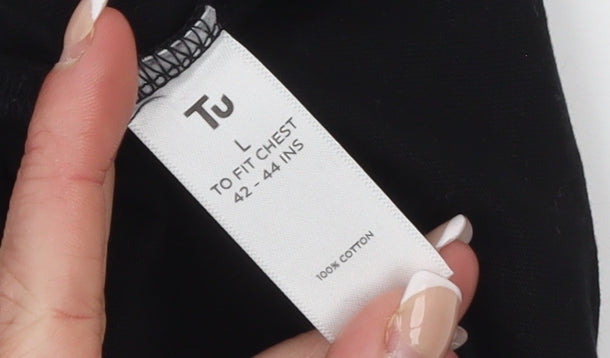 Tu
L
TO FIT CHEST
42 - 44 INS
100% COTTON